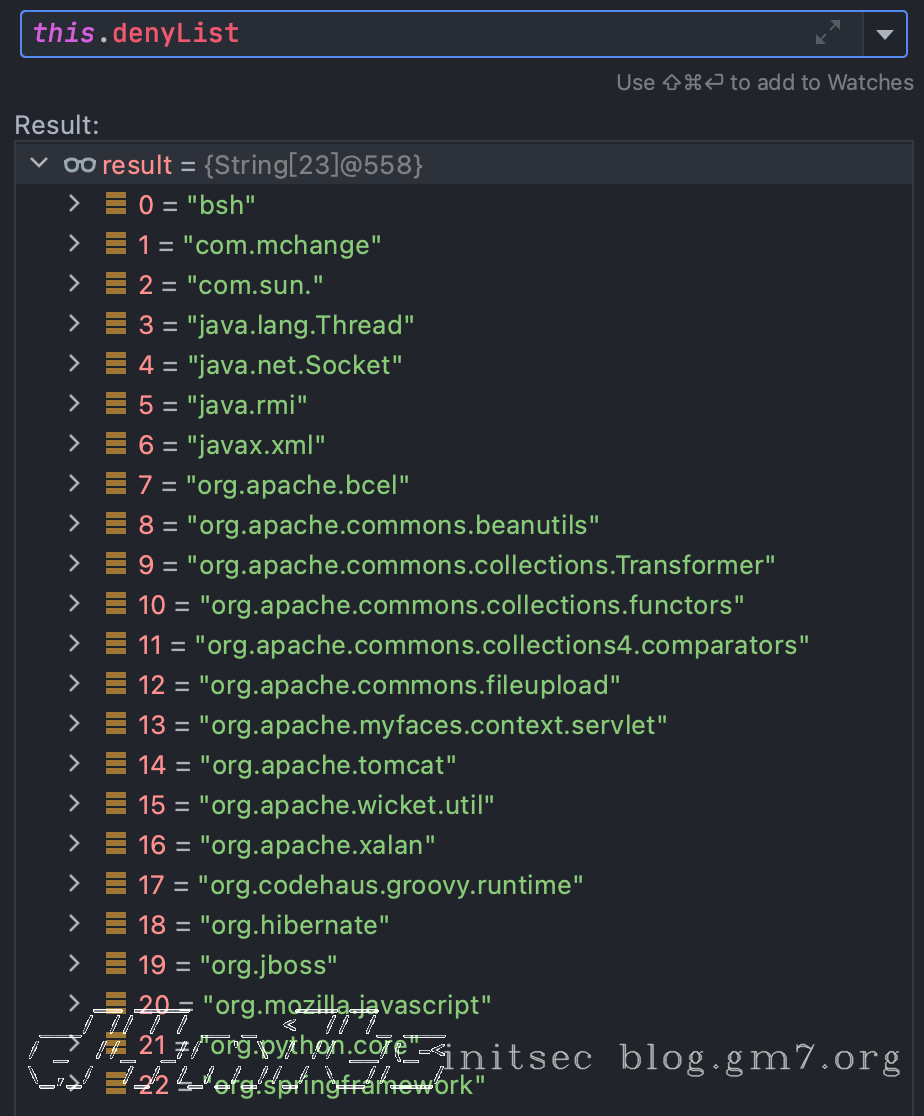 this.denyList
Use ⇧⌘↩ to add to Watches
Result:
result = {String[23]@558}
0 = "bsh"
1 = "com.mchange"
2 = "com.sun."
3 = "java.lang.Thread"
4 = "java.net.Socket"
5 = "java.rmi"
6 = "javax.xml"
7 = "org.apache.bcel"
8 = "org.apache.commons.beanutils"
9 = "org.apache.commons.collections.Transformer"
10 = "org.apache.commons.collections.functors"
11 = "org.apache.commons.collections4.comparators"
12 = "org.apache.commons.fileupload"
13 = "org.apache.myfaces.context.servlet"
14 = "org.apache.tomcat"
15 = "org.apache.wicket.util"
16 = "org.apache.xalan"
17 = "org.codehaus.groovy.runtime"
18 = "org.hibernate"
19 = "org.jboss"
20 = "org.mozilla.javascript"
21 = "org.python.core"
initsec blog.gm7.org
22 = "org.springframework"